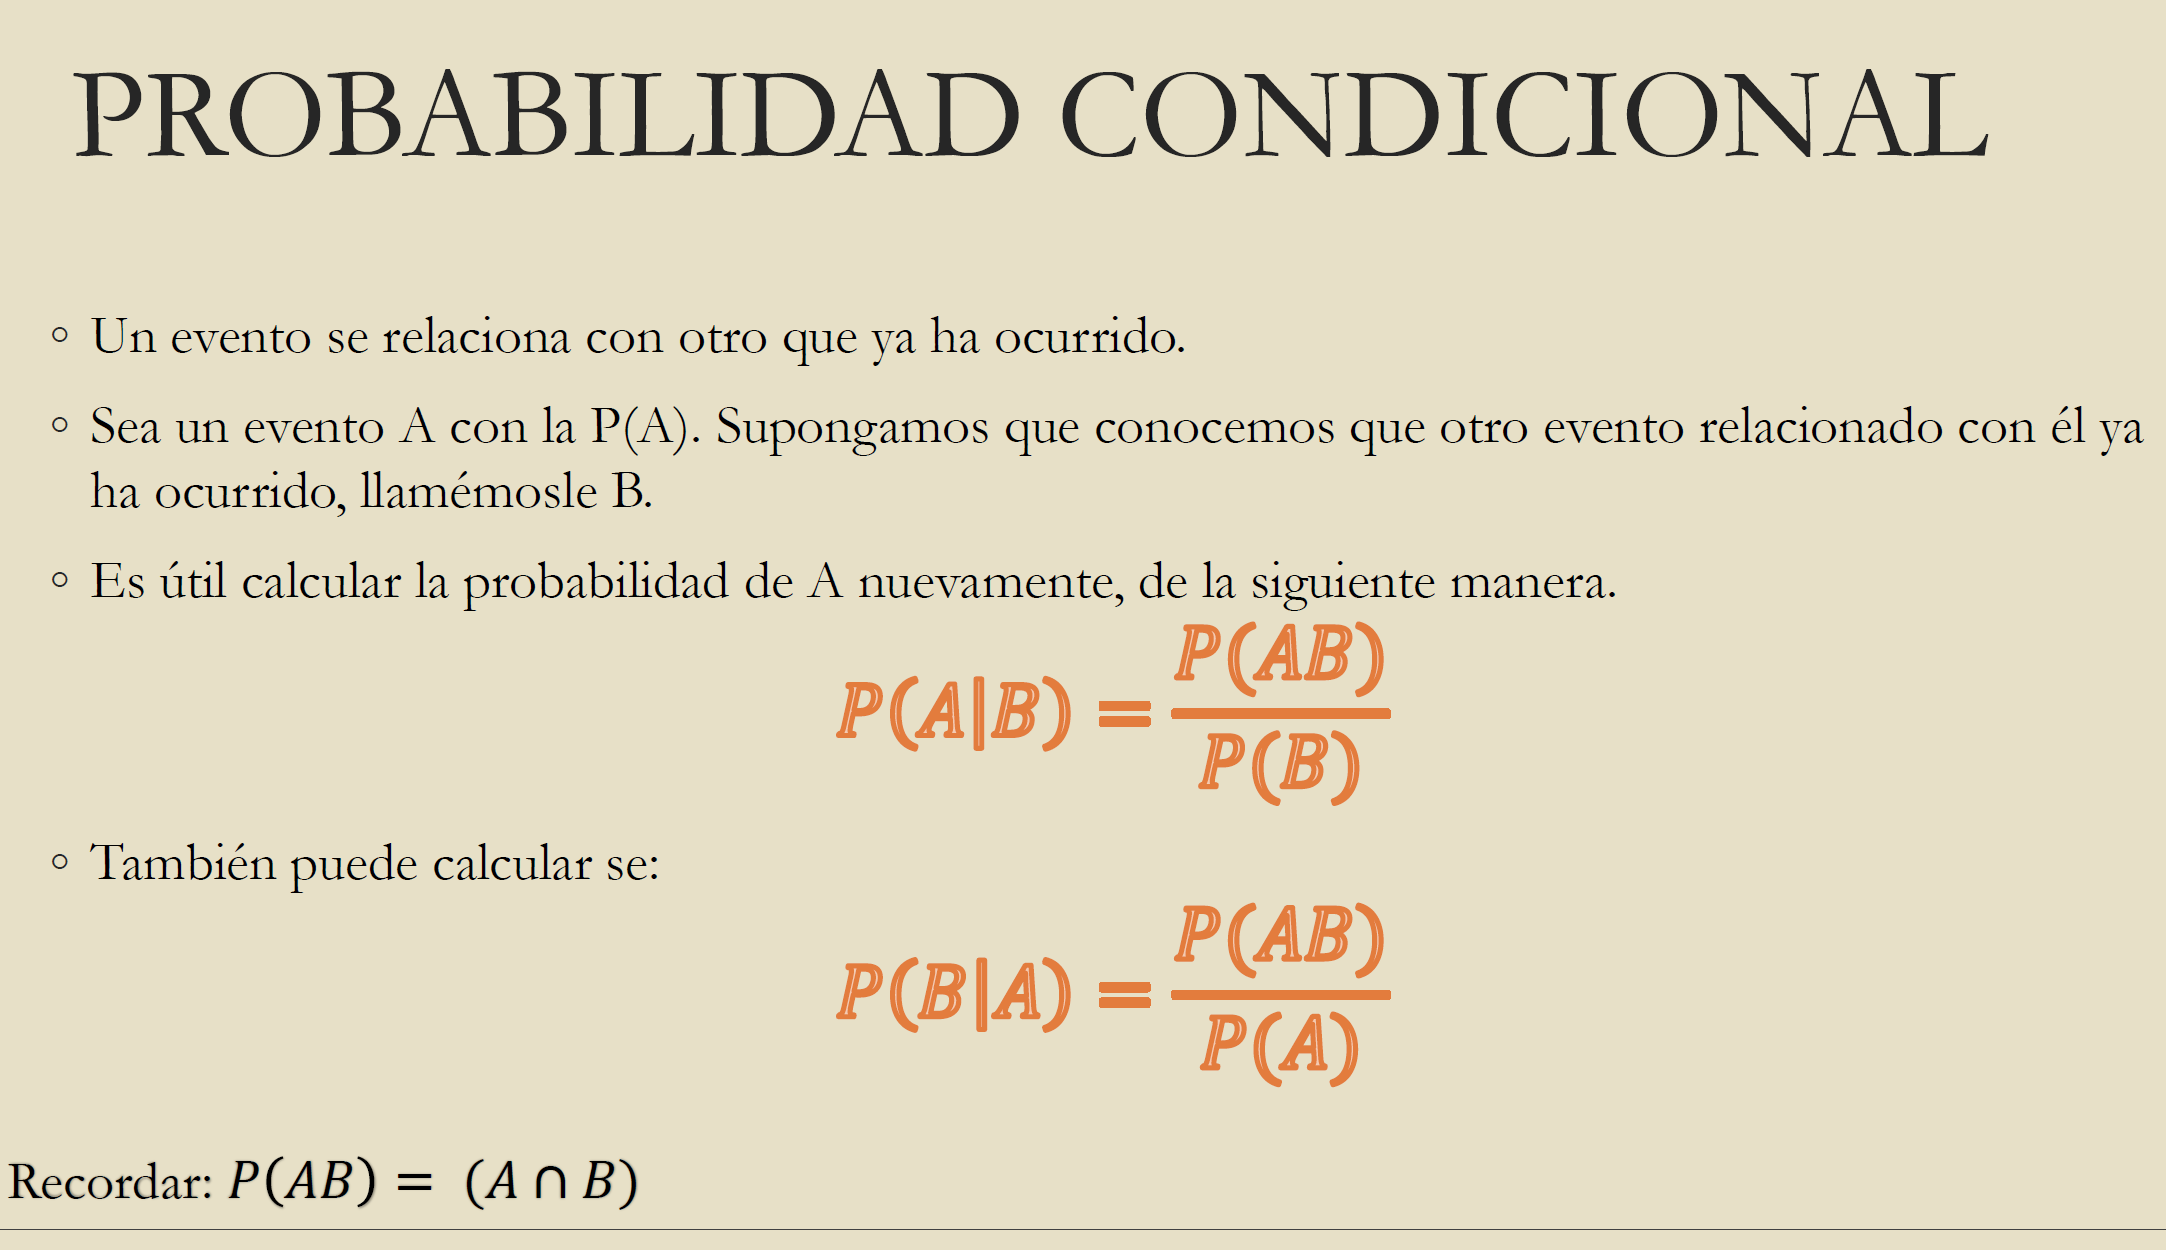 PROBABILIDAD CONDICIONAL
◦ Un evento se relaciona con otro que ya ha ocurrido.
◦ Sea un evento A con la P(A). Supongamos que conocemos que otro evento relacionado con él ya
ha ocurrido, llamémosle B.
◦ Es útil calcular la probabilidad de A nuevamente, de la siguiente manera.
P(A|B) = P(AB) / P(B)
◦ También puede calcular se:
P(B|A) = P(AB) / P(A)
Recordar: P(AB) = (A ∩ B)